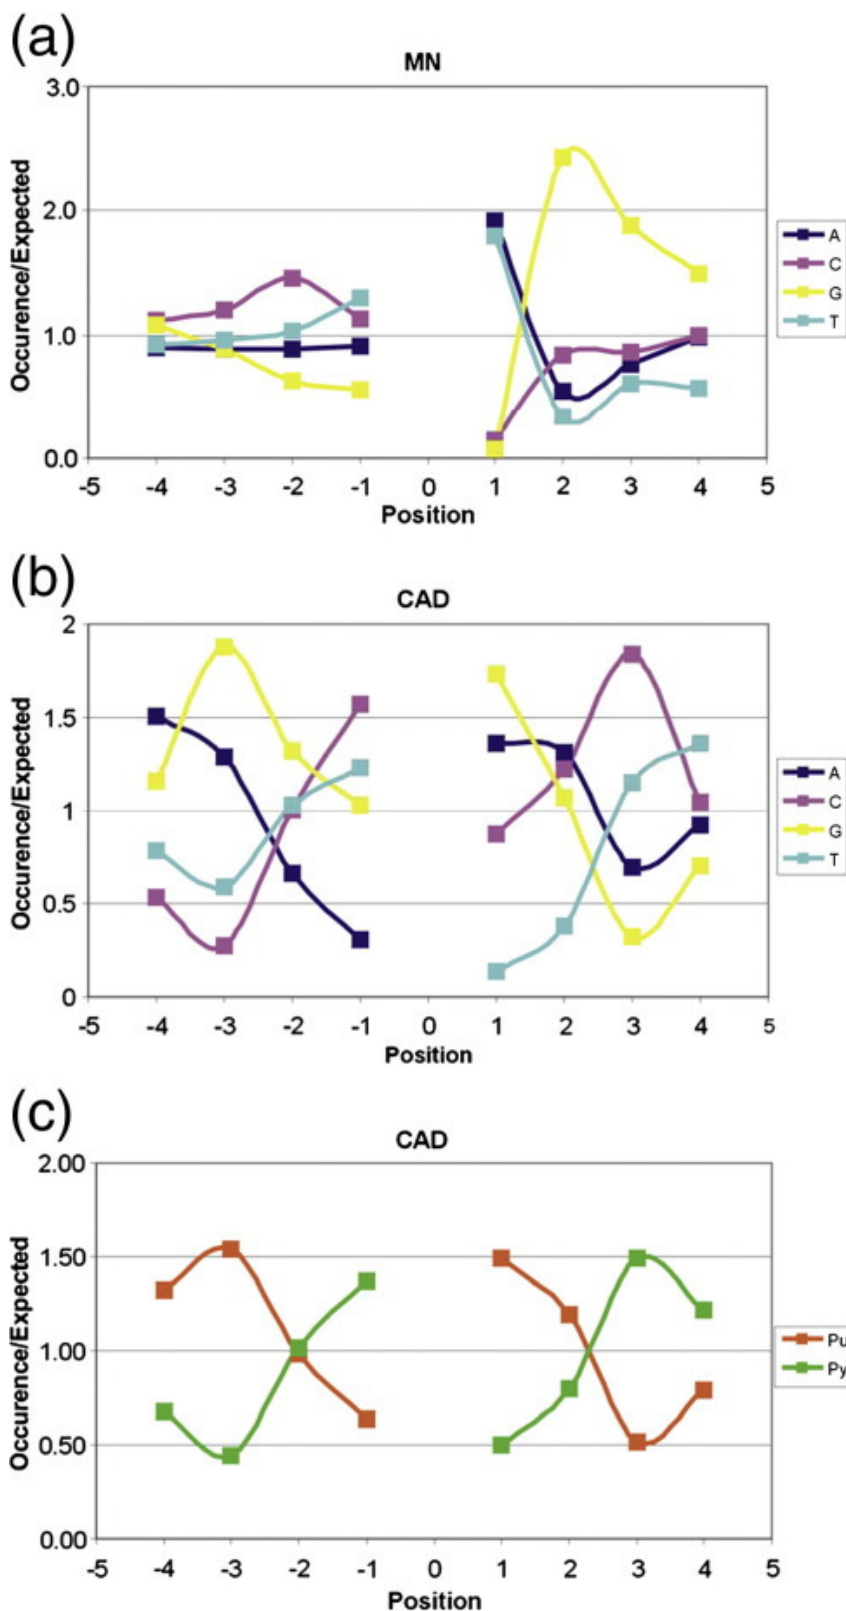 (a)
MN
Occurence/Expected
3.0
2.0
1.0
0.0
-5 -4 -3 -2 -1 0 1 2 3 4 5
Position
A
C
G
T
(b)
CAD
Occurence/Expected
2
1.5
1
0.5
0
-5 -4 -3 -2 -1 0 1 2 3 4 5
Position
A
C
G
T
(c)
CAD
Occurence/Expected
2.00
1.50
1.00
0.50
0.00
-5 -4 -3 -2 -1 0 1 2 3 4 5
Position
Pu
Py